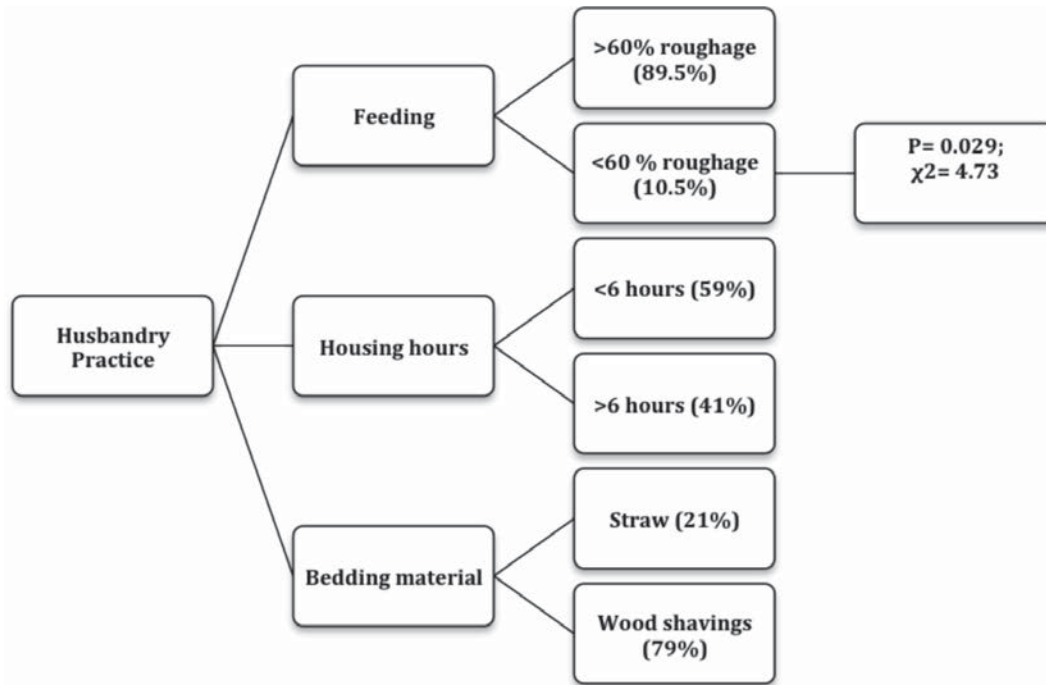 Husbandry
Practice
Feeding
>60% roughage
(89.5%)
<60 % roughage
(10.5%)
P= 0.029;
χ2= 4.73
Housing hours
<6 hours (59%)
>6 hours (41%)
Bedding material
Straw (21%)
Wood shavings
(79%)